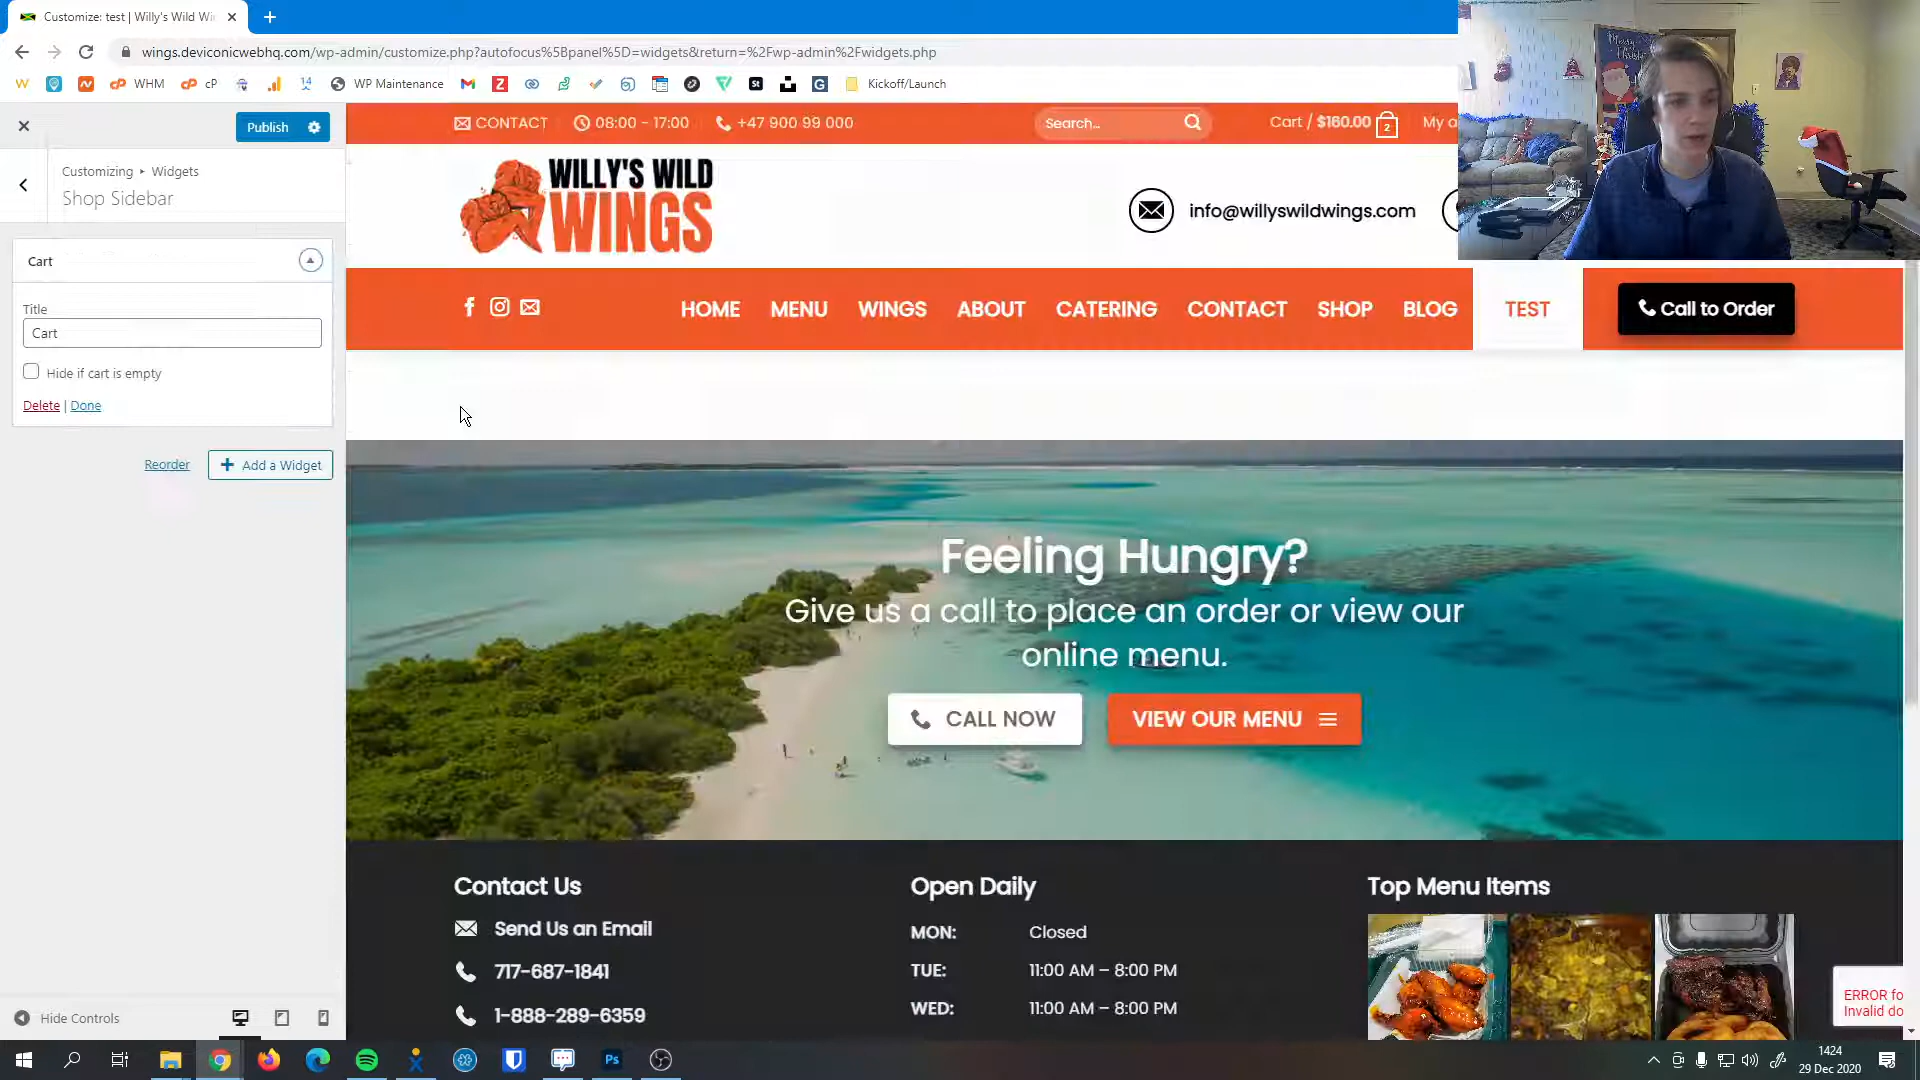 Customize: test | Willy's Wild Wi
wings.deviconicwebhq.com/wp-admin/customize.php?autofocus%5Bpanel%5D=widgets&return=%2Fwp-admin%2Fwidgets.php
WHM
cP
WP Maintenance
Kickoff/Launch
Publish
Customizing ▸ Widgets
Shop Sidebar
Cart
Title
Cart
Hide if cart is empty
Delete | Done
Reorder
+ Add a Widget
Hide Controls
CONTACT
08:00 - 17:00
+47 900 99 000
Search...
Cart / $160.00
2
My a
WILLY'S WILD
WINGS
info@willyswildwings.com
HOME
MENU
WINGS
ABOUT
CATERING
CONTACT
SHOP
BLOG
TEST
Call to Order
Feeling Hungry?
Give us a call to place an order or view our
online menu.
CALL NOW
VIEW OUR MENU
Contact Us
Send Us an Email
717-687-1841
1-888-289-6359
Open Daily
MON: Closed
TUE: 11:00 AM – 8:00 PM
WED: 11:00 AM – 8:00 PM
Top Menu Items
ERROR fo
Invalid do
Ps
1424
29 Dec 2020